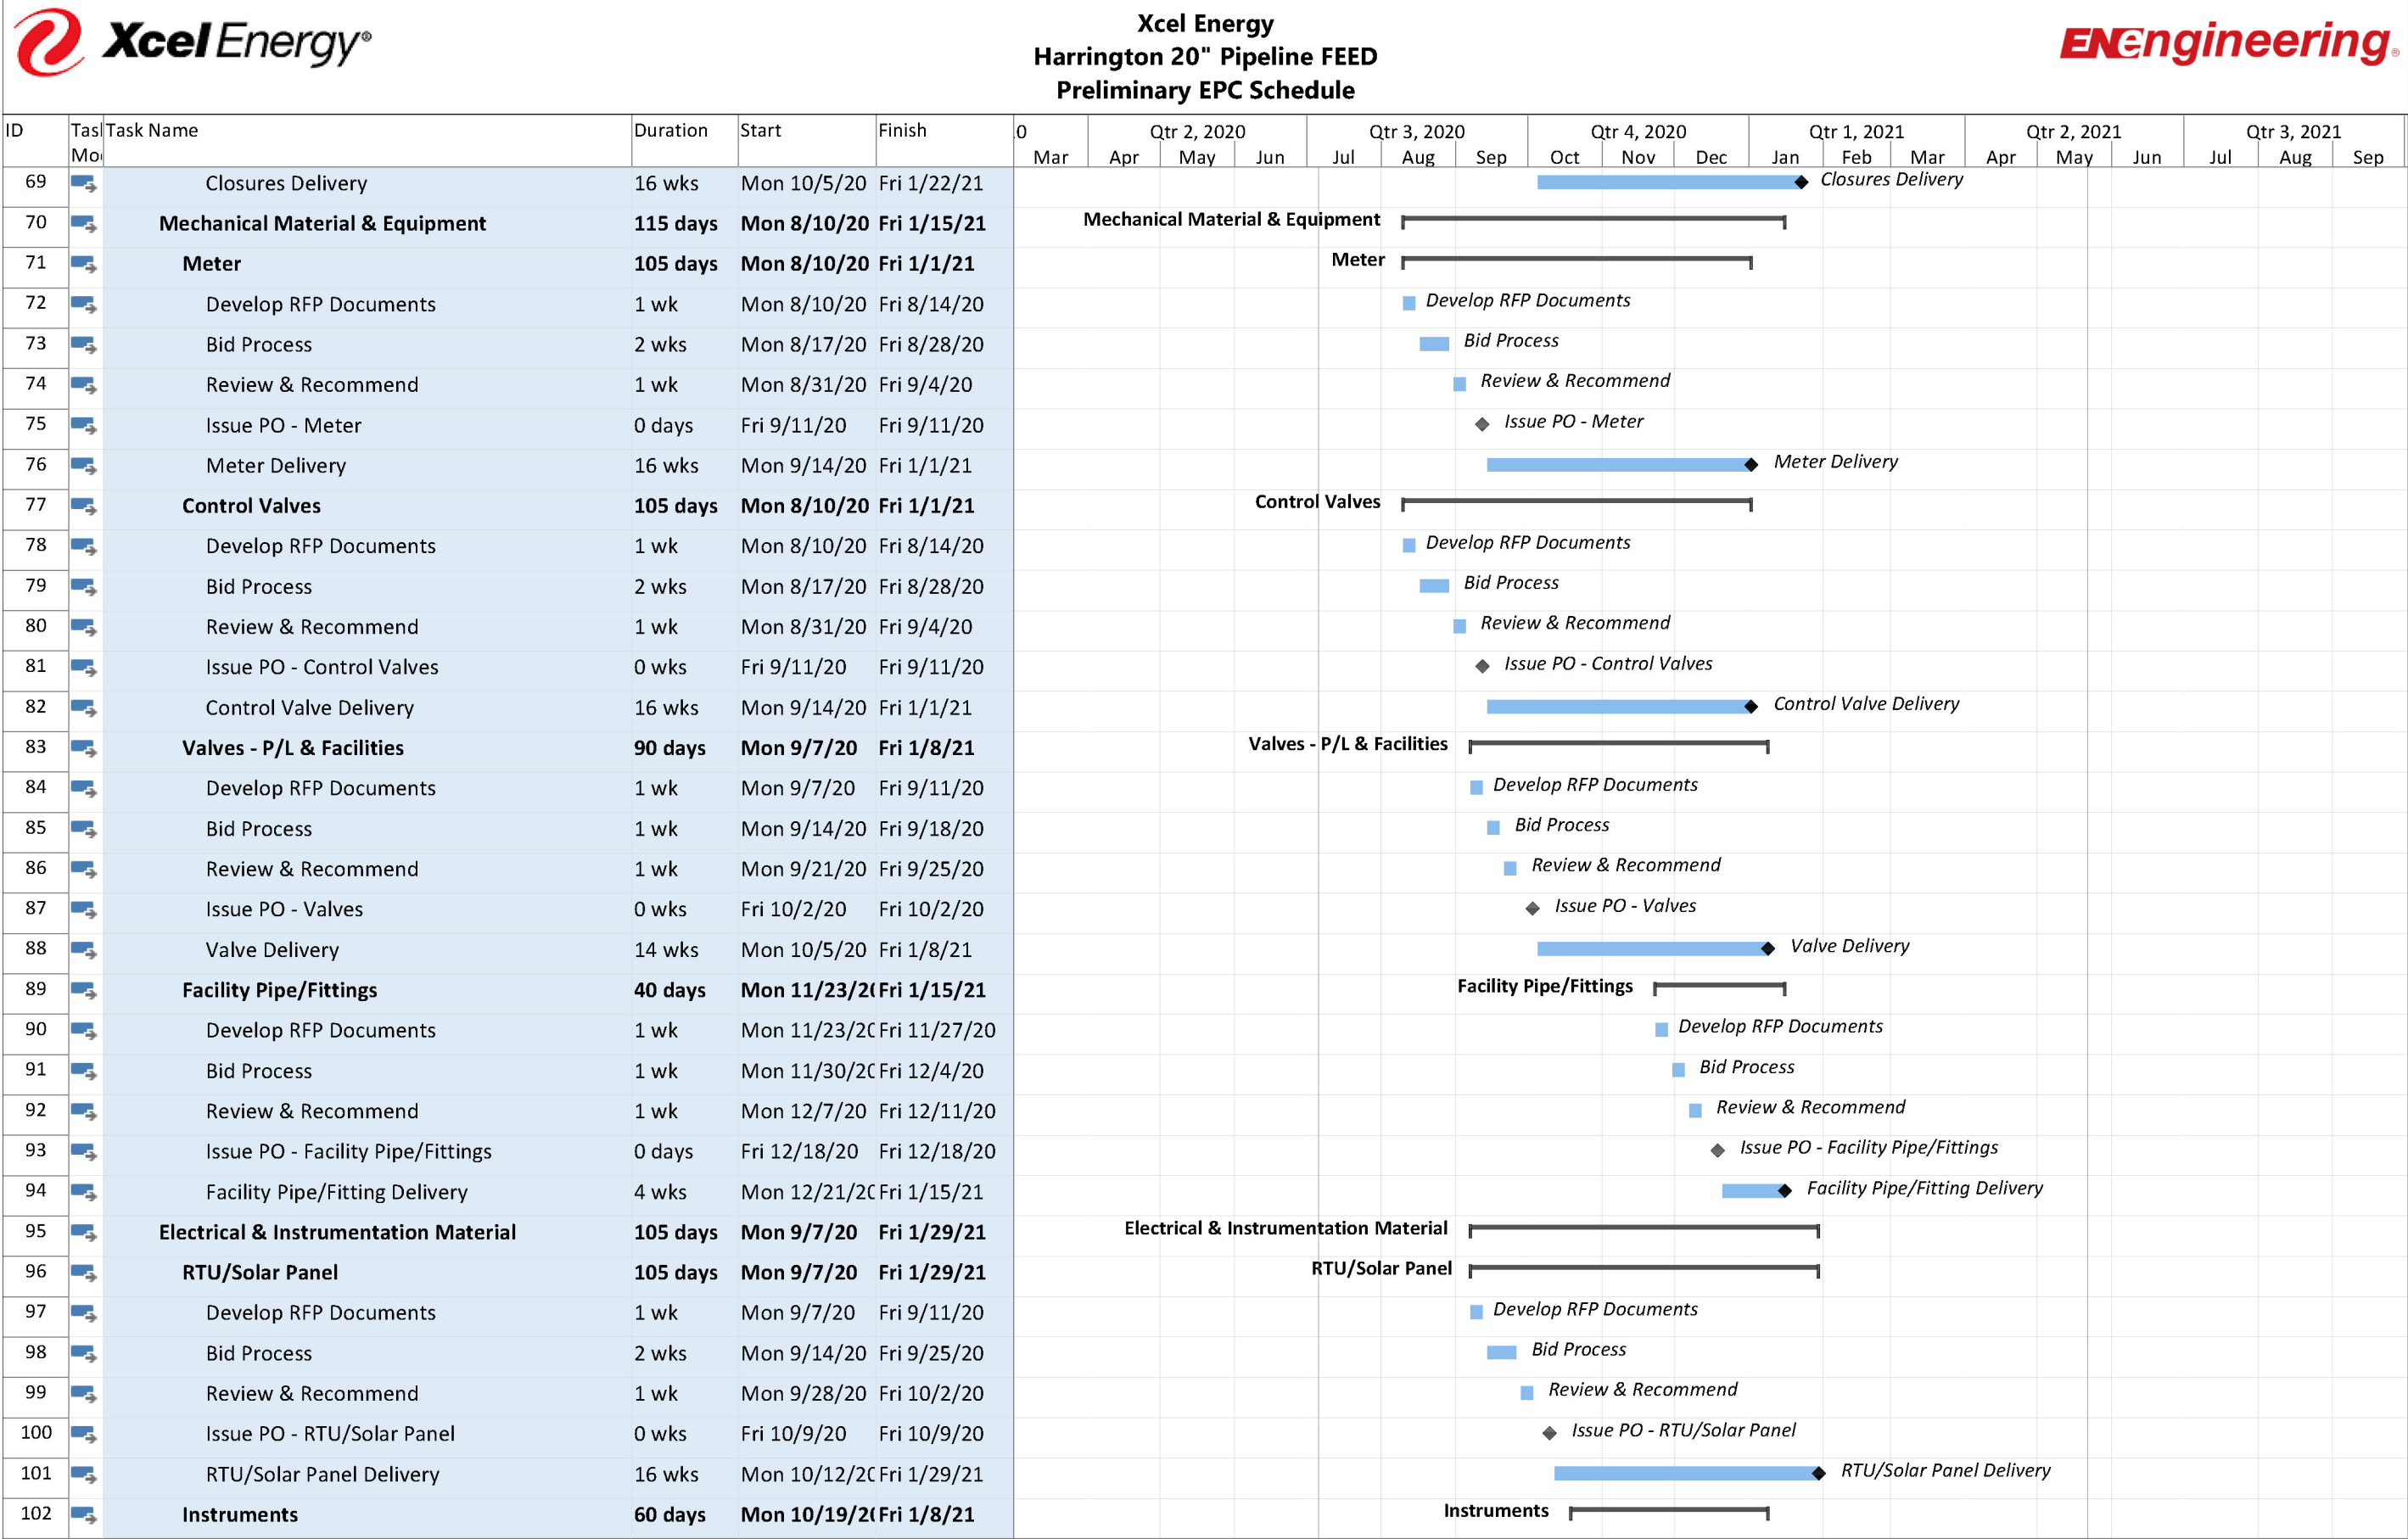 Xcel Energy®
Xcel Energy
Harrington 20" Pipeline FEED
Preliminary EPC Schedule
ENengineering®
ID Task Name Duration Start Finish Qtr 2, 2020 Qtr 3, 2020 Qtr 4, 2020 Qtr 1, 2021 Qtr 2, 2021 Qtr 3, 2021
Mar Apr May Jun Jul Aug Sep Oct Nov Dec Jan Feb Mar Apr May Jun Jul Aug Sep
69 Closures Delivery 16 wks Mon 10/5/20 Fri 1/22/21 Closures Delivery
70 Mechanical Material & Equipment 115 days Mon 8/10/20 Fri 1/15/21 Mechanical Material & Equipment
71 Meter 105 days Mon 8/10/20 Fri 1/1/21 Meter
72 Develop RFP Documents 1 wk Mon 8/10/20 Fri 8/14/20 Develop RFP Documents
73 Bid Process 2 wks Mon 8/17/20 Fri 8/28/20 Bid Process
74 Review & Recommend 1 wk Mon 8/31/20 Fri 9/4/20 Review & Recommend
75 Issue PO - Meter 0 days Fri 9/11/20 Fri 9/11/20 Issue PO - Meter
76 Meter Delivery 16 wks Mon 9/14/20 Fri 1/1/21 Meter Delivery
77 Control Valves 105 days Mon 8/10/20 Fri 1/1/21 Control Valves
78 Develop RFP Documents 1 wk Mon 8/10/20 Fri 8/14/20 Develop RFP Documents
79 Bid Process 2 wks Mon 8/17/20 Fri 8/28/20 Bid Process
80 Review & Recommend 1 wk Mon 8/31/20 Fri 9/4/20 Review & Recommend
81 Issue PO - Control Valves 0 wks Fri 9/11/20 Fri 9/11/20 Issue PO - Control Valves
82 Control Valve Delivery 16 wks Mon 9/14/20 Fri 1/1/21 Control Valve Delivery
83 Valves - P/L & Facilities 90 days Mon 9/7/20 Fri 1/8/21 Valves - P/L & Facilities
84 Develop RFP Documents 1 wk Mon 9/7/20 Fri 9/11/20 Develop RFP Documents
85 Bid Process 1 wk Mon 9/14/20 Fri 9/18/20 Bid Process
86 Review & Recommend 1 wk Mon 9/21/20 Fri 9/25/20 Review & Recommend
87 Issue PO - Valves 0 wks Fri 10/2/20 Fri 10/2/20 Issue PO - Valves
88 Valve Delivery 14 wks Mon 10/5/20 Fri 1/8/21 Valve Delivery
89 Facility Pipe/Fittings 40 days Mon 11/23/2 Fri 1/15/21 Facility Pipe/Fittings
90 Develop RFP Documents 1 wk Mon 11/23/2 Fri 11/27/20 Develop RFP Documents
91 Bid Process 1 wk Mon 11/30/2 Fri 12/4/20 Bid Process
92 Review & Recommend 1 wk Mon 12/7/20 Fri 12/11/20 Review & Recommend
93 Issue PO - Facility Pipe/Fittings 0 days Fri 12/18/20 Fri 12/18/20 Issue PO - Facility Pipe/Fittings
94 Facility Pipe/Fitting Delivery 4 wks Mon 12/21/2 Fri 1/15/21 Facility Pipe/Fitting Delivery
95 Electrical & Instrumentation Material 105 days Mon 9/7/20 Fri 1/29/21 Electrical & Instrumentation Material
96 RTU/Solar Panel 105 days Mon 9/7/20 Fri 1/29/21 RTU/Solar Panel
97 Develop RFP Documents 1 wk Mon 9/7/20 Fri 9/11/20 Develop RFP Documents
98 Bid Process 2 wks Mon 9/14/20 Fri 9/25/20 Bid Process
99 Review & Recommend 1 wk Mon 9/28/20 Fri 10/2/20 Review & Recommend
100 Issue PO - RTU/Solar Panel 0 wks Fri 10/9/20 Fri 10/9/20 Issue PO - RTU/Solar Panel
101 RTU/Solar Panel Delivery 16 wks Mon 10/12/2 Fri 1/29/21 RTU/Solar Panel Delivery
102 Instruments 60 days Mon 10/19/2 Fri 1/8/21 Instruments